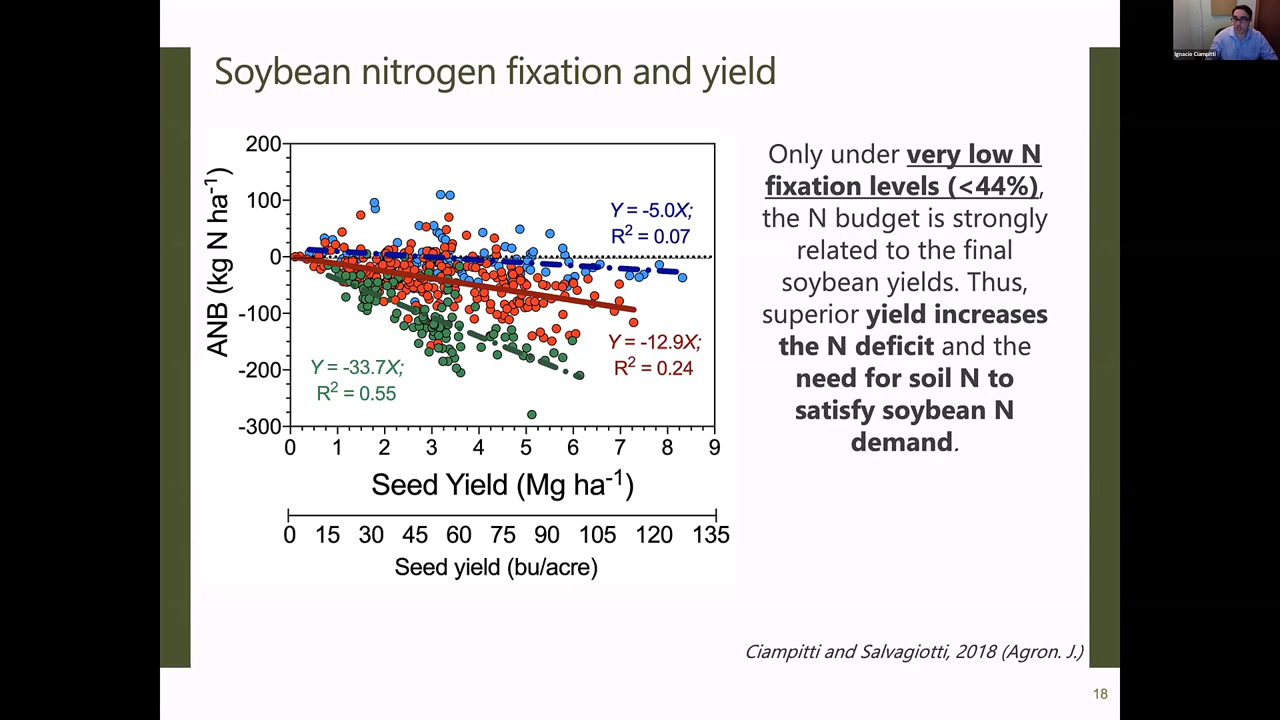 Ignacio Ciampitti
Soybean nitrogen fixation and yield
200
100
0
-100
-200
-300
ANB (kg N ha-1)
Y = -5.0X;
R2 = 0.07
Y = -12.9X;
R2 = 0.24
Y = -33.7X;
R2 = 0.55
0 1 2 3 4 5 6 7 8 9
Seed Yield (Mg ha-1)
0 15 30 45 60 75 90 105 120 135
Seed yield (bu/acre)
Only under very low N
fixation levels (<44%),
the N budget is strongly
related to the final
soybean yields. Thus,
superior yield increases
the N deficit and the
need for soil N to
satisfy soybean N
demand.
Ciampitti and Salvagiotti, 2018 (Agron. J.)
18